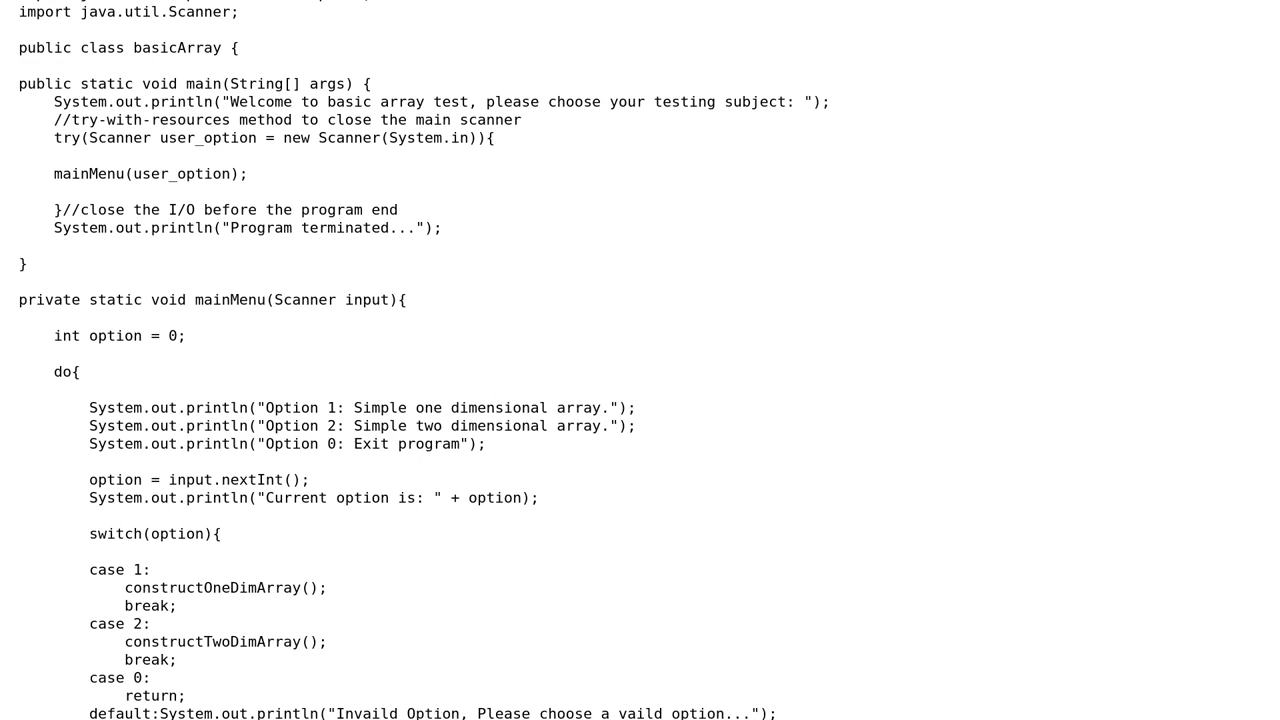 import java.util.Scanner;
public class basicArray {
public static void main(String[] args) {
System.out.println("Welcome to basic array test, please choose your testing subject: ");
//try-with-resources method to close the main scanner
try(Scanner user_option = new Scanner(System.in)){
mainMenu(user_option);
}//close the I/O before the program end
System.out.println("Program terminated...");
}
private static void mainMenu(Scanner input){
int option = 0;
do{
System.out.println("Option 1: Simple one dimensional array.");
System.out.println("Option 2: Simple two dimensional array.");
System.out.println("Option 0: Exit program");
option = input.nextInt();
System.out.println("Current option is: " + option);
switch(option){
case 1:
constructOneDimArray();
break;
case 2:
constructTwoDimArray();
break;
case 0:
return;
default:System.out.println("Invaild Option, Please choose a vaild option...");